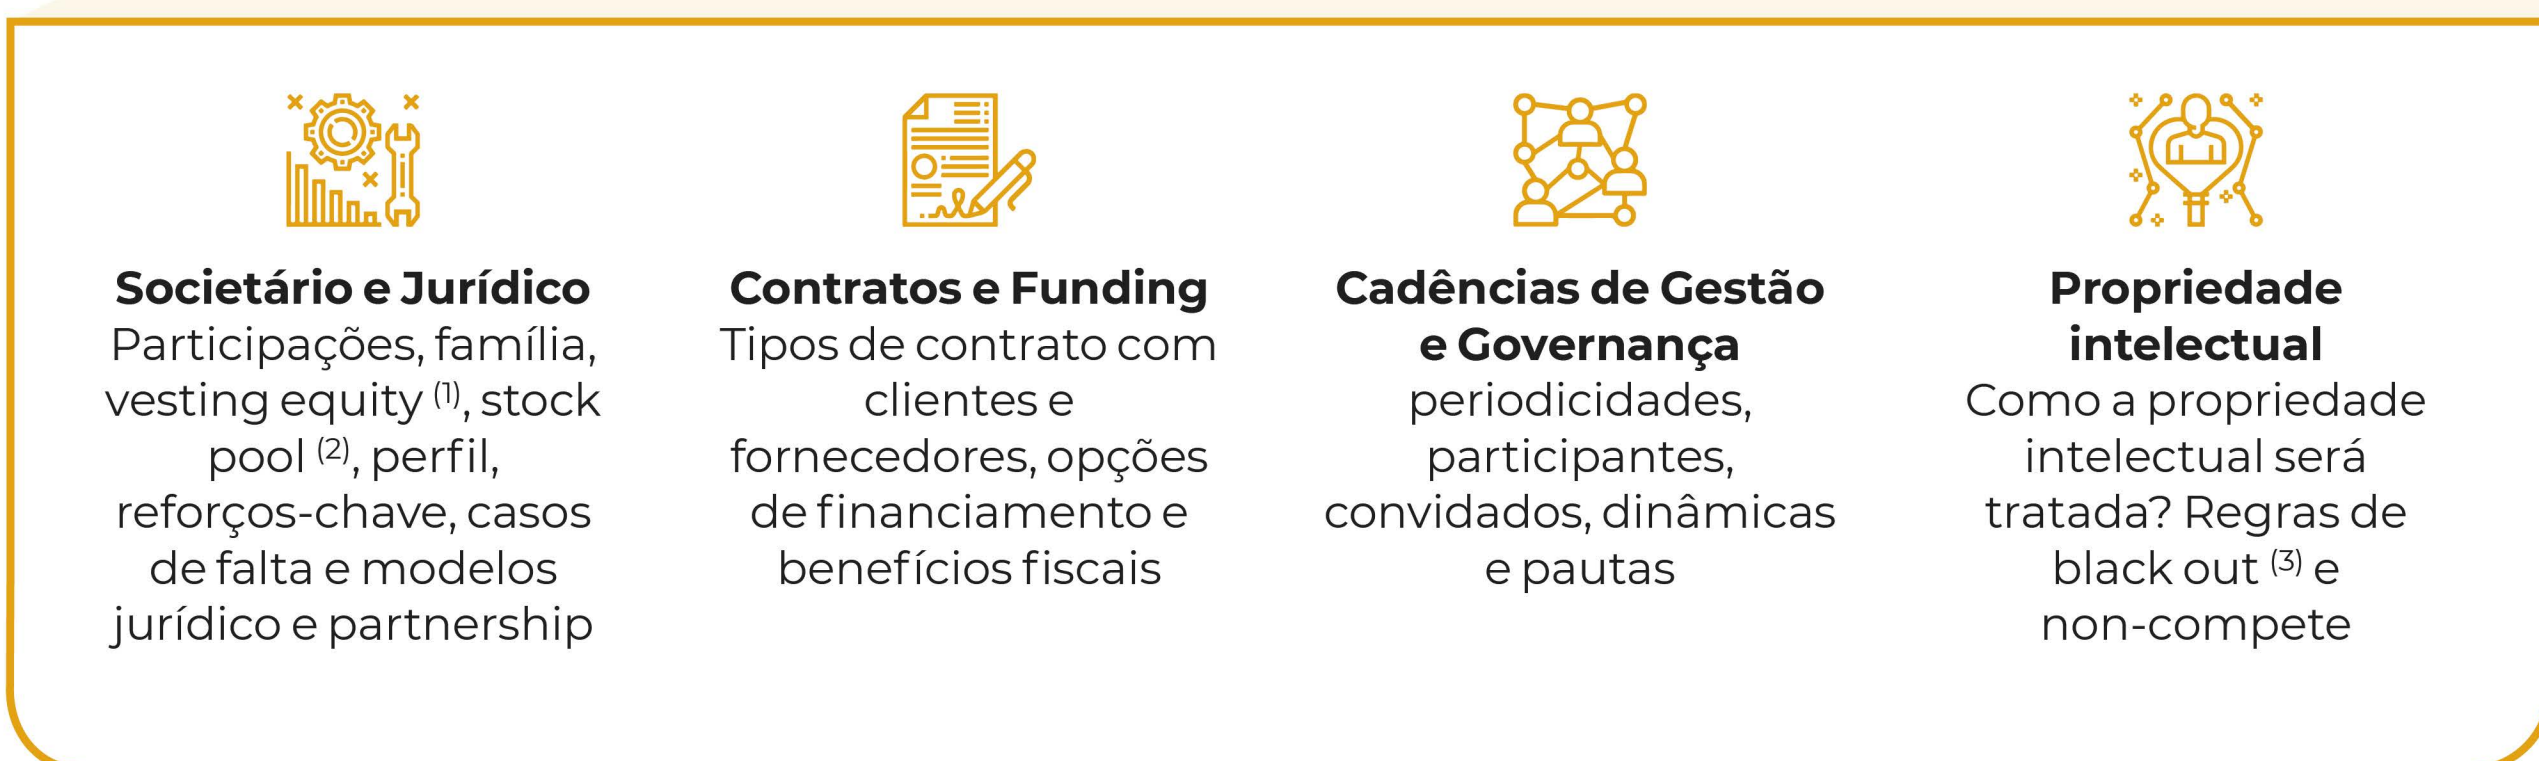 Societário e Jurídico
Participações, família,
vesting equity (1), stock
pool (2), perfil,
reforços-chave, casos
de falta e modelos
jurídico e partnership
Contratos e Funding
Tipos de contrato com
clientes e
fornecedores, opções
de financiamento e
benefícios fiscais
Cadências de Gestão
e Governança
periodicidades,
participantes,
convidados, dinâmicas
e pautas
Propriedade
intelectual
Como a propriedade
intelectual será
tratada? Regras de
black out (3) e
non-compete